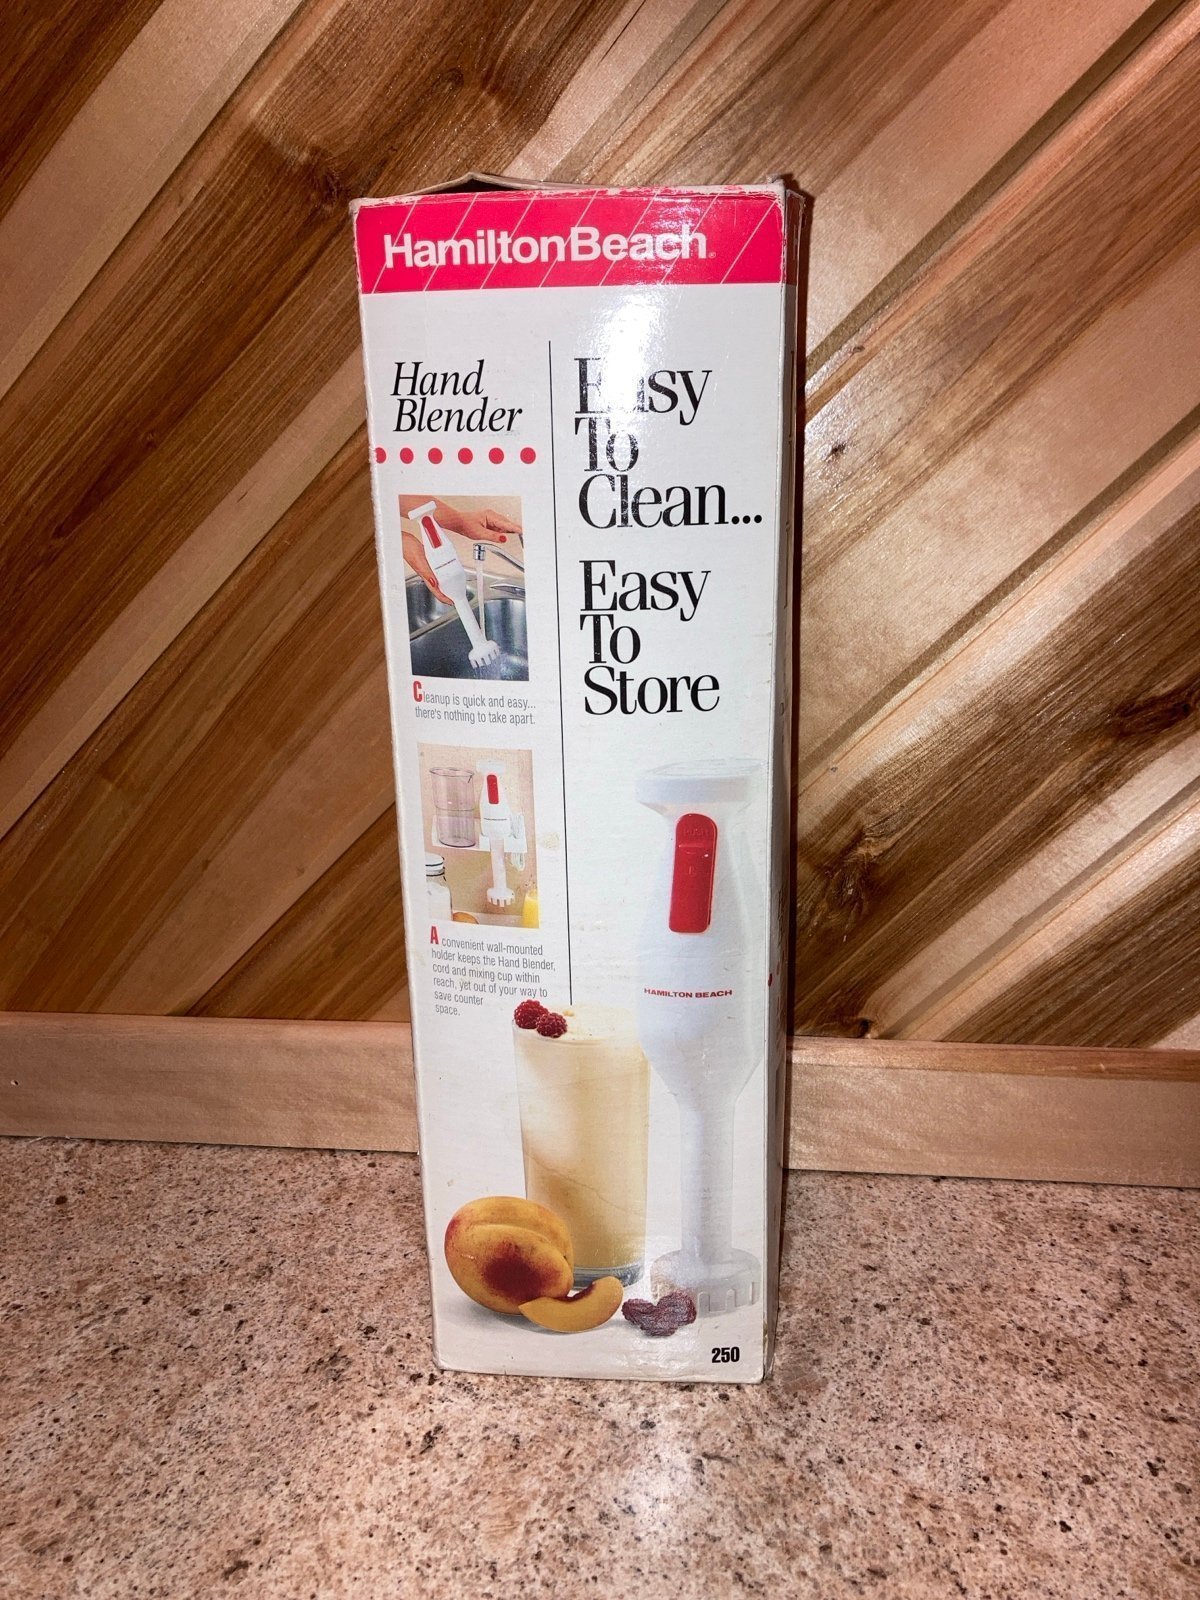 HamiltonBeach®
Hand
Blender
Easy
To
Clean...
Easy
To
Store
Cleanup is quick and easy...
there's nothing to take apart.
A convenient wall-mounted
holder keeps the Hand Blender,
cord and mixing cup within
reach, yet out of your way to
save counter
space.
PUSH
HAMILTON BEACH
250